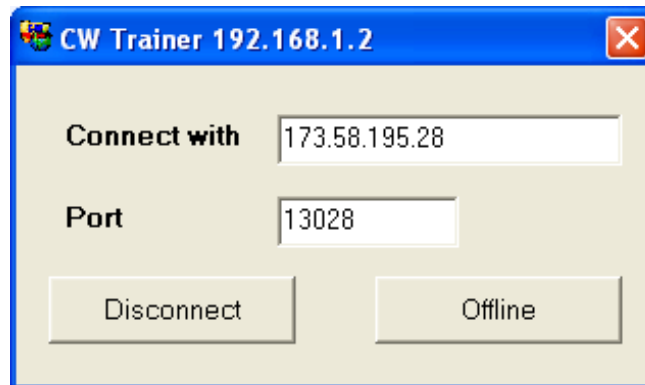 CW Trainer 192.168.1.2
Connect with 173.58.195.28
Port 13028
Disconnect Offline